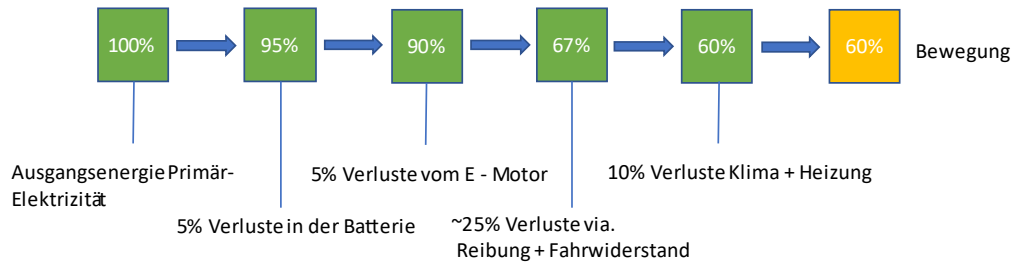 100%
95%
90%
67%
60%
60%
Bewegung
Ausgangsenergie Primär-
Elektrizität
5% Verluste in der Batterie
5% Verluste vom E - Motor
~25% Verluste via.
Reibung + Fahrwiderstand
10% Verluste Klima + Heizung